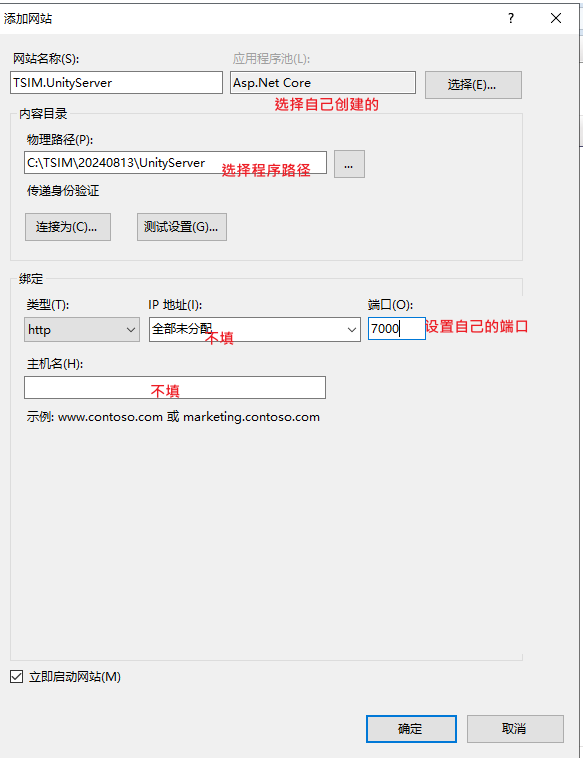 添加网站
?
网站名称(S):
应用程序池(L):
TSIM.UnityServer
Asp.Net Core
选择(E)...
选择自己创建的
内容目录
物理路径(P):
C:\TSIM\20240813\UnityServer
选择程序路径
...
传递身份验证
连接为(C)...
测试设置(G)...
绑定
类型(T):
IP 地址(I):
端口(O):
http
全部未分配
不填
7000
设置自己的端口
主机名(H):
不填
示例: www.contoso.com 或 marketing.contoso.com
立即启动网站(M)
确定
取消